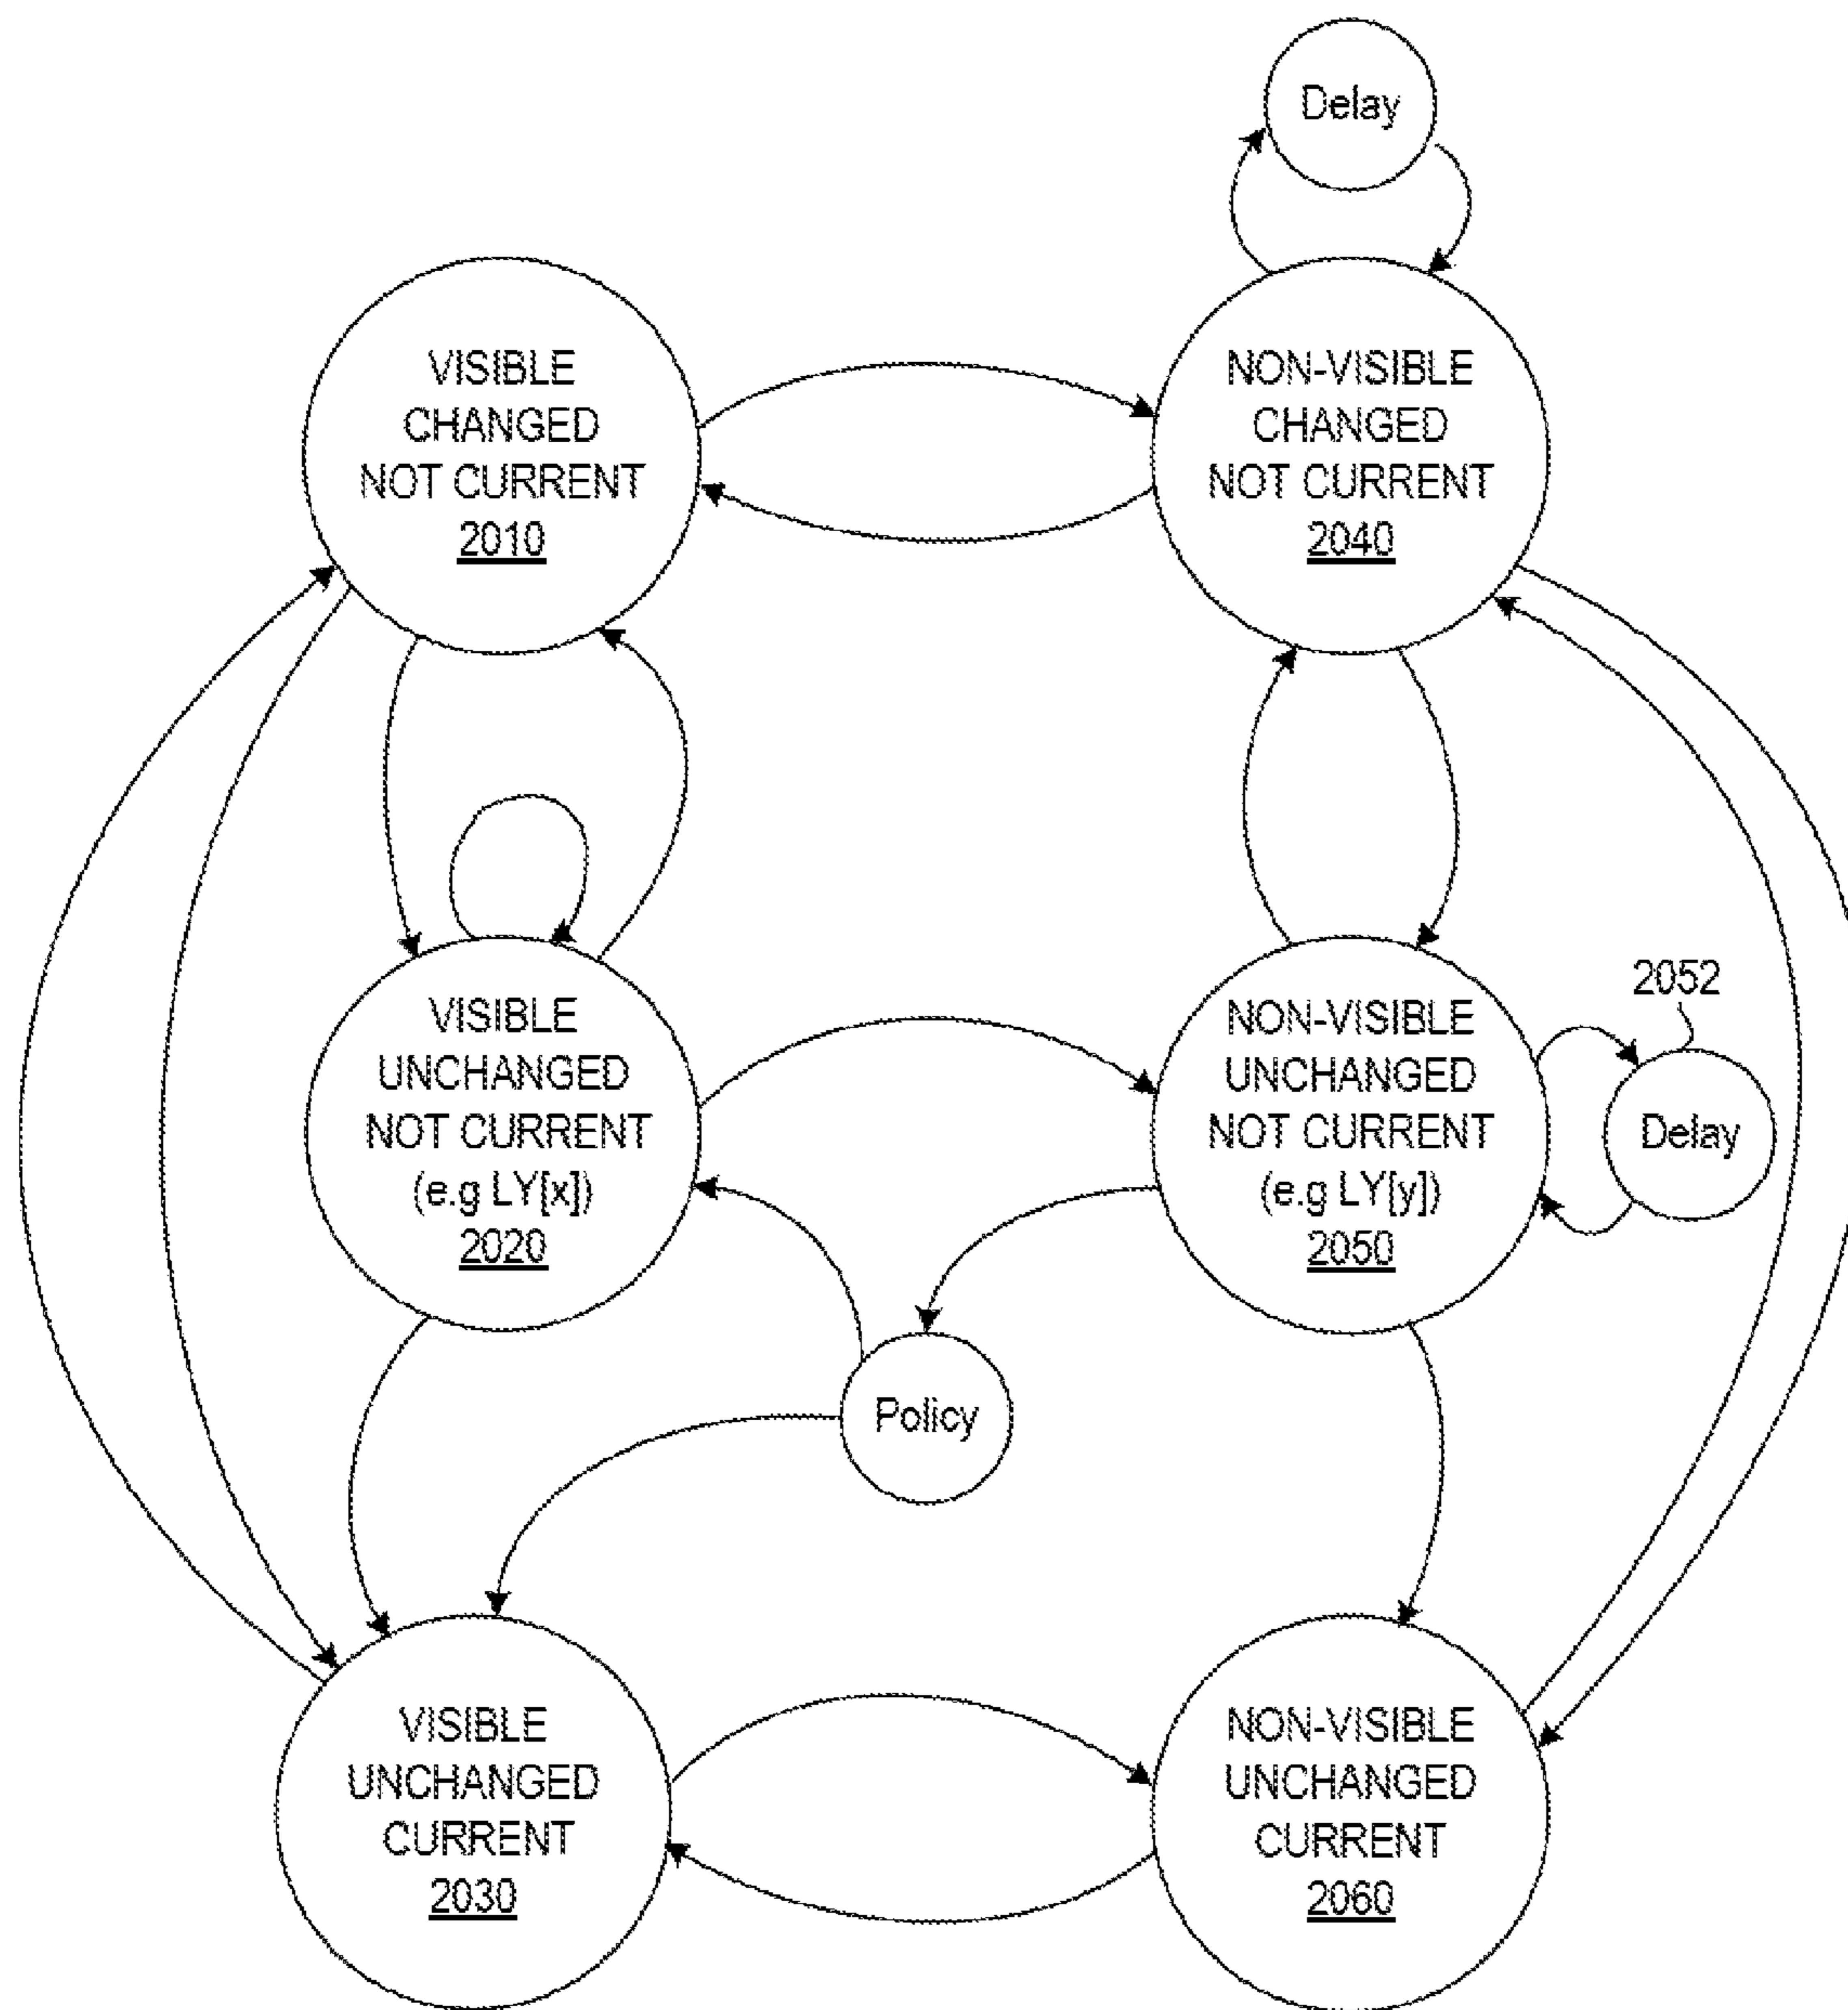 Delay
VISIBLE
CHANGED
NOT CURRENT
2010
NON-VISIBLE
CHANGED
NOT CURRENT
2040
VISIBLE
UNCHANGED
NOT CURRENT
(e.g LY[x])
2020
NON-VISIBLE
UNCHANGED
NOT CURRENT
(e.g LY[y])
2050
2052
Delay
Policy
VISIBLE
UNCHANGED
CURRENT
2030
NON-VISIBLE
UNCHANGED
CURRENT
2060